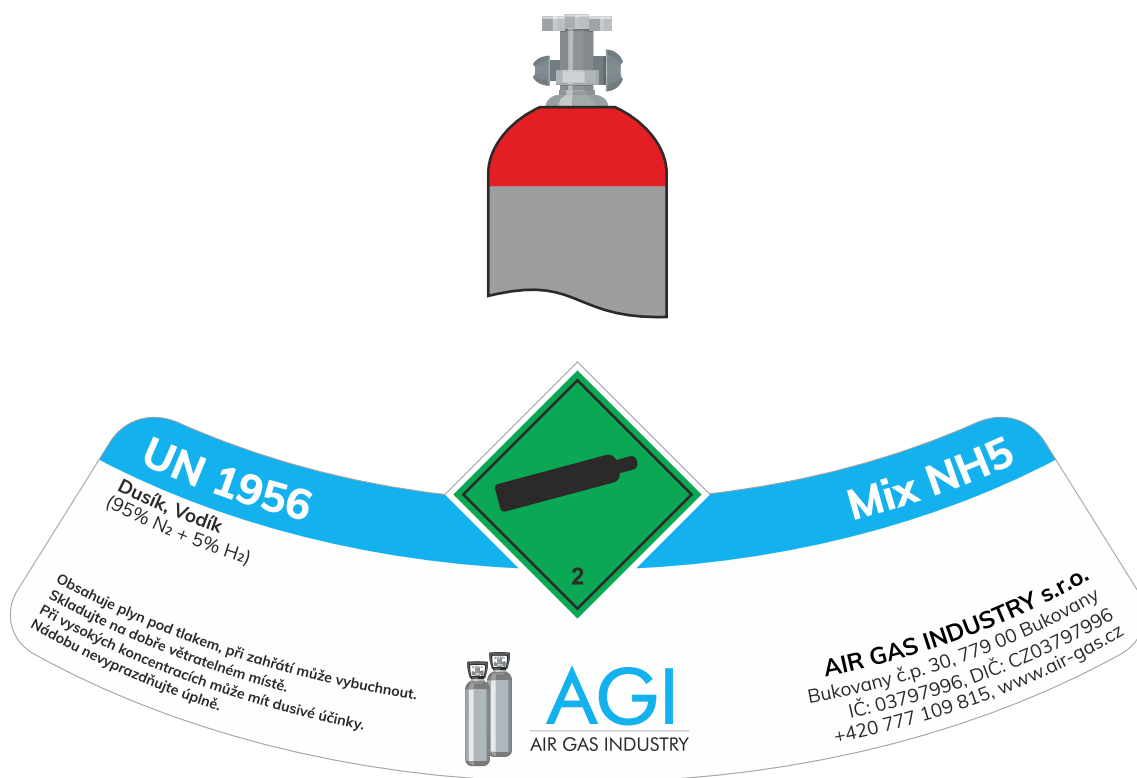 UN 1956
Dusík, Vodík
(95% N₂ + 5% H₂)
Obsahuje plyn pod tlakem, při zahřátí může vybuchnout.
Skladujte na dobře větratelném místě.
Při vysokých koncentracích může mít dusivé účinky.
Nádobu nevyprazdňujte úplně.
2
AGI
AIR GAS INDUSTRY
Mix NH5
AIR GAS INDUSTRY s.r.o.
Bukovany č.p. 30, 779 00 Bukovany
IČ: 03797996, DIČ: CZ03797996
+420 777 109 815, www.air-gas.cz